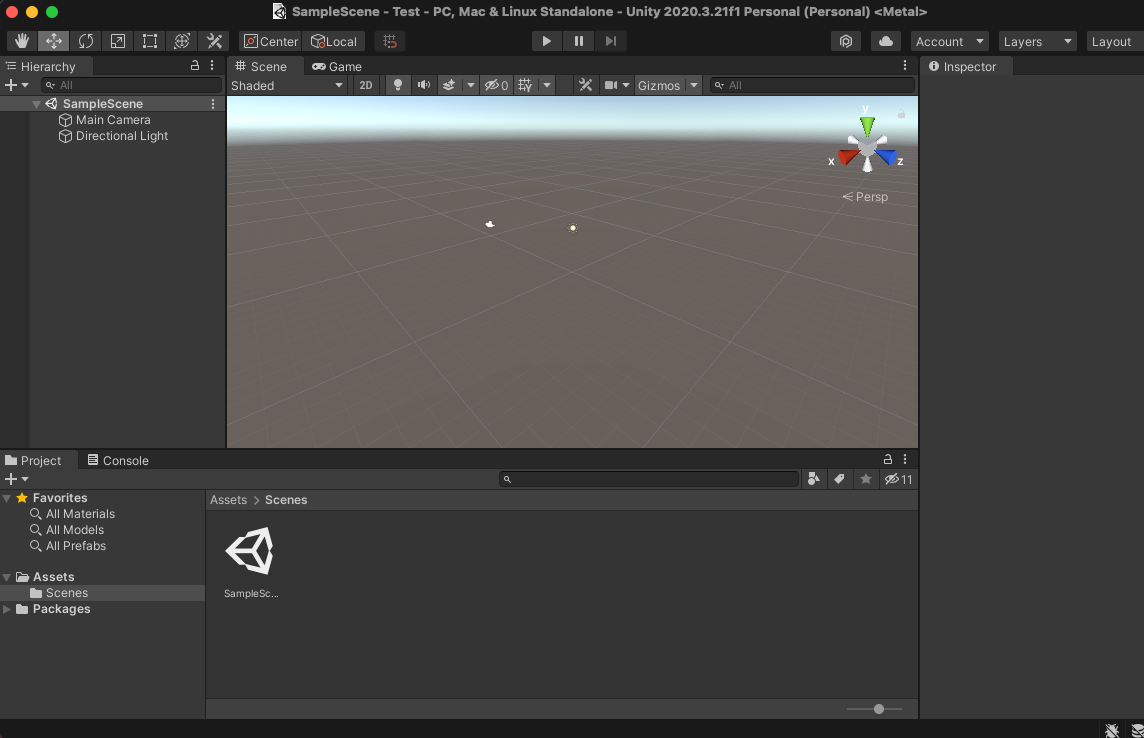 SampleScene - Test - PC, Mac & Linux Standalone - Unity 2020.3.21f1 Personal (Personal) <Metal>
Center Local Account Layers Layout
Hierarchy
All
SampleScene
Main Camera
Directional Light
Scene Game
Shaded 2D 0 Gizmos All
y
x z
Persp
Inspector
Project Console
11
Favorites
All Materials
All Models
All Prefabs
Assets
Scenes
Packages
Assets > Scenes
SampleSc...